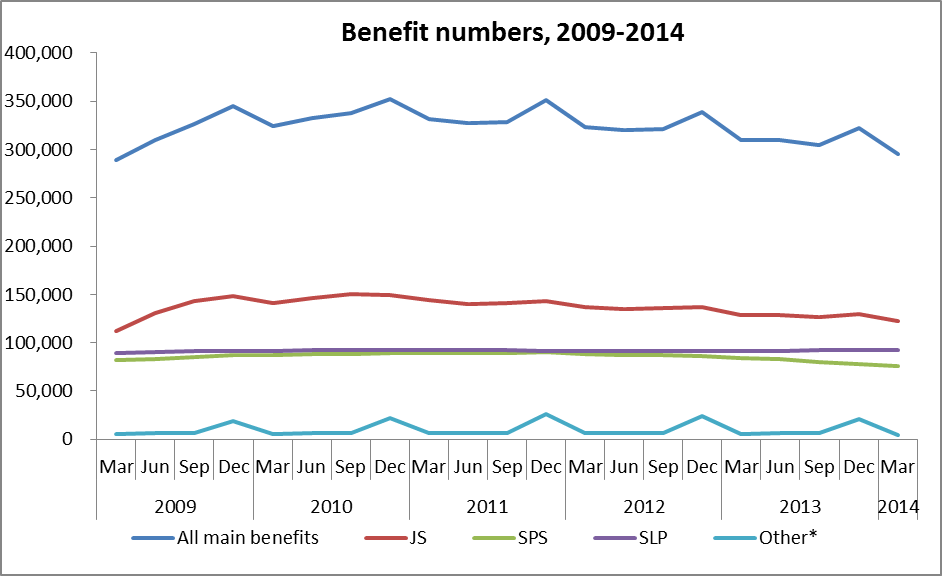 Benefit numbers, 2009-2014
400,000
350,000
300,000
250,000
200,000
150,000
100,000
50,000
0
Mar Jun Sep Dec Mar Jun Sep Dec Mar Jun Sep Dec Mar Jun Sep Dec Mar Jun Sep Dec Mar
2009 2010 2011 2012 2013 2014
All main benefits JS SPS SLP Other*